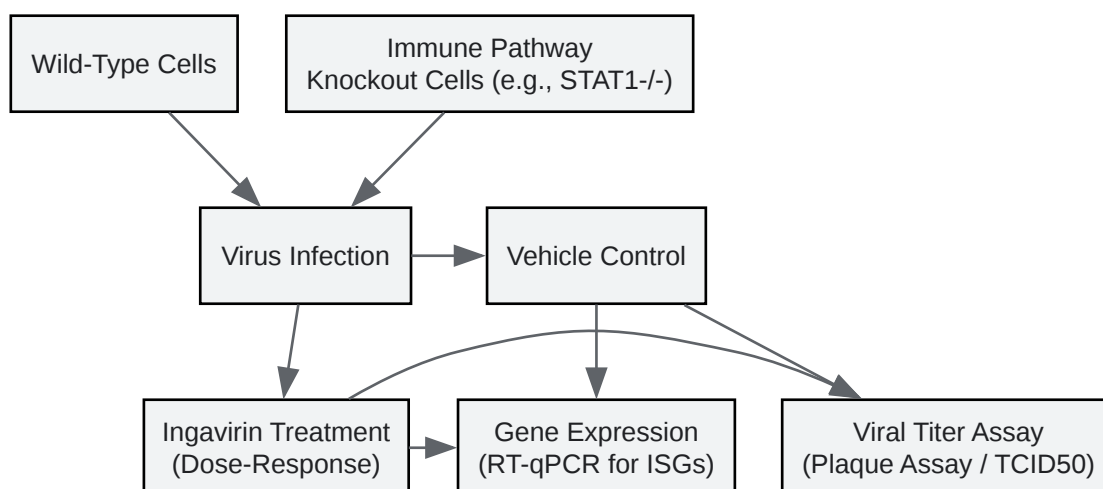 Wild-Type Cells
Immune Pathway
Knockout Cells (e.g., STAT1-/-)
Virus Infection
Vehicle Control
Ingavirin Treatment
(Dose-Response)
Gene Expression
(RT-qPCR for ISGs)
Viral Titer Assay
(Plaque Assay / TCID50)